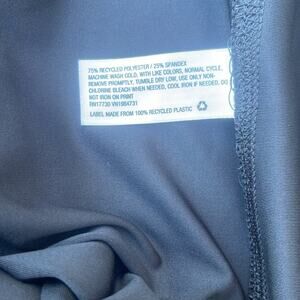 75% RECYCLED POLYESTER / 25% SPANDEX
MACHINE WASH COLD, WITH LIKE COLORS, NORMAL CYCLE,
REMOVE PROMPTLY, TUMBLE DRY LOW, USE ONLY NON-
CHLORINE BLEACH WHEN NEEDED, COOL IRON IF NEEDED, DO
NOT IRON ON PRINT
RN17730 VN1984731
LABEL MADE FROM 100% RECYCLED PLASTIC